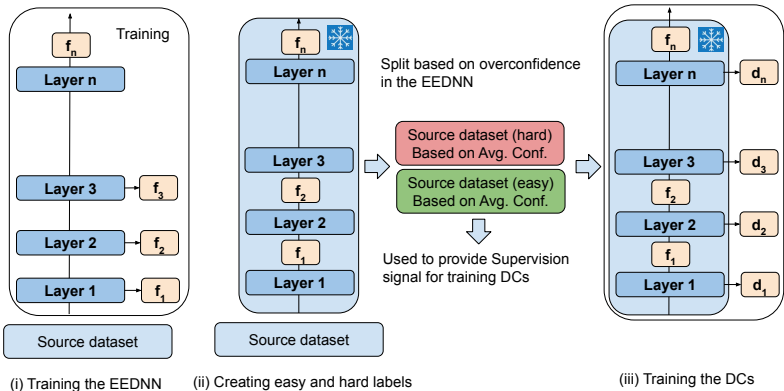 Training
fn
Layer n
Layer 3
f3
Layer 2
f2
Layer 1
f1
Source dataset
(i) Training the EEDNN
fn
Layer n
Layer 3
f2
Layer 2
f1
Layer 1
Source dataset
(ii) Creating easy and hard labels
Split based on overconfidence
in the EEDNN
Source dataset (hard)
Based on Avg. Conf.
Source dataset (easy)
Based on Avg. Conf.
Used to provide Supervision
signal for training DCs
fn
Layer n
dn
Layer 3
d3
f2
Layer 2
d2
f1
Layer 1
d1
(iii) Training the DCs